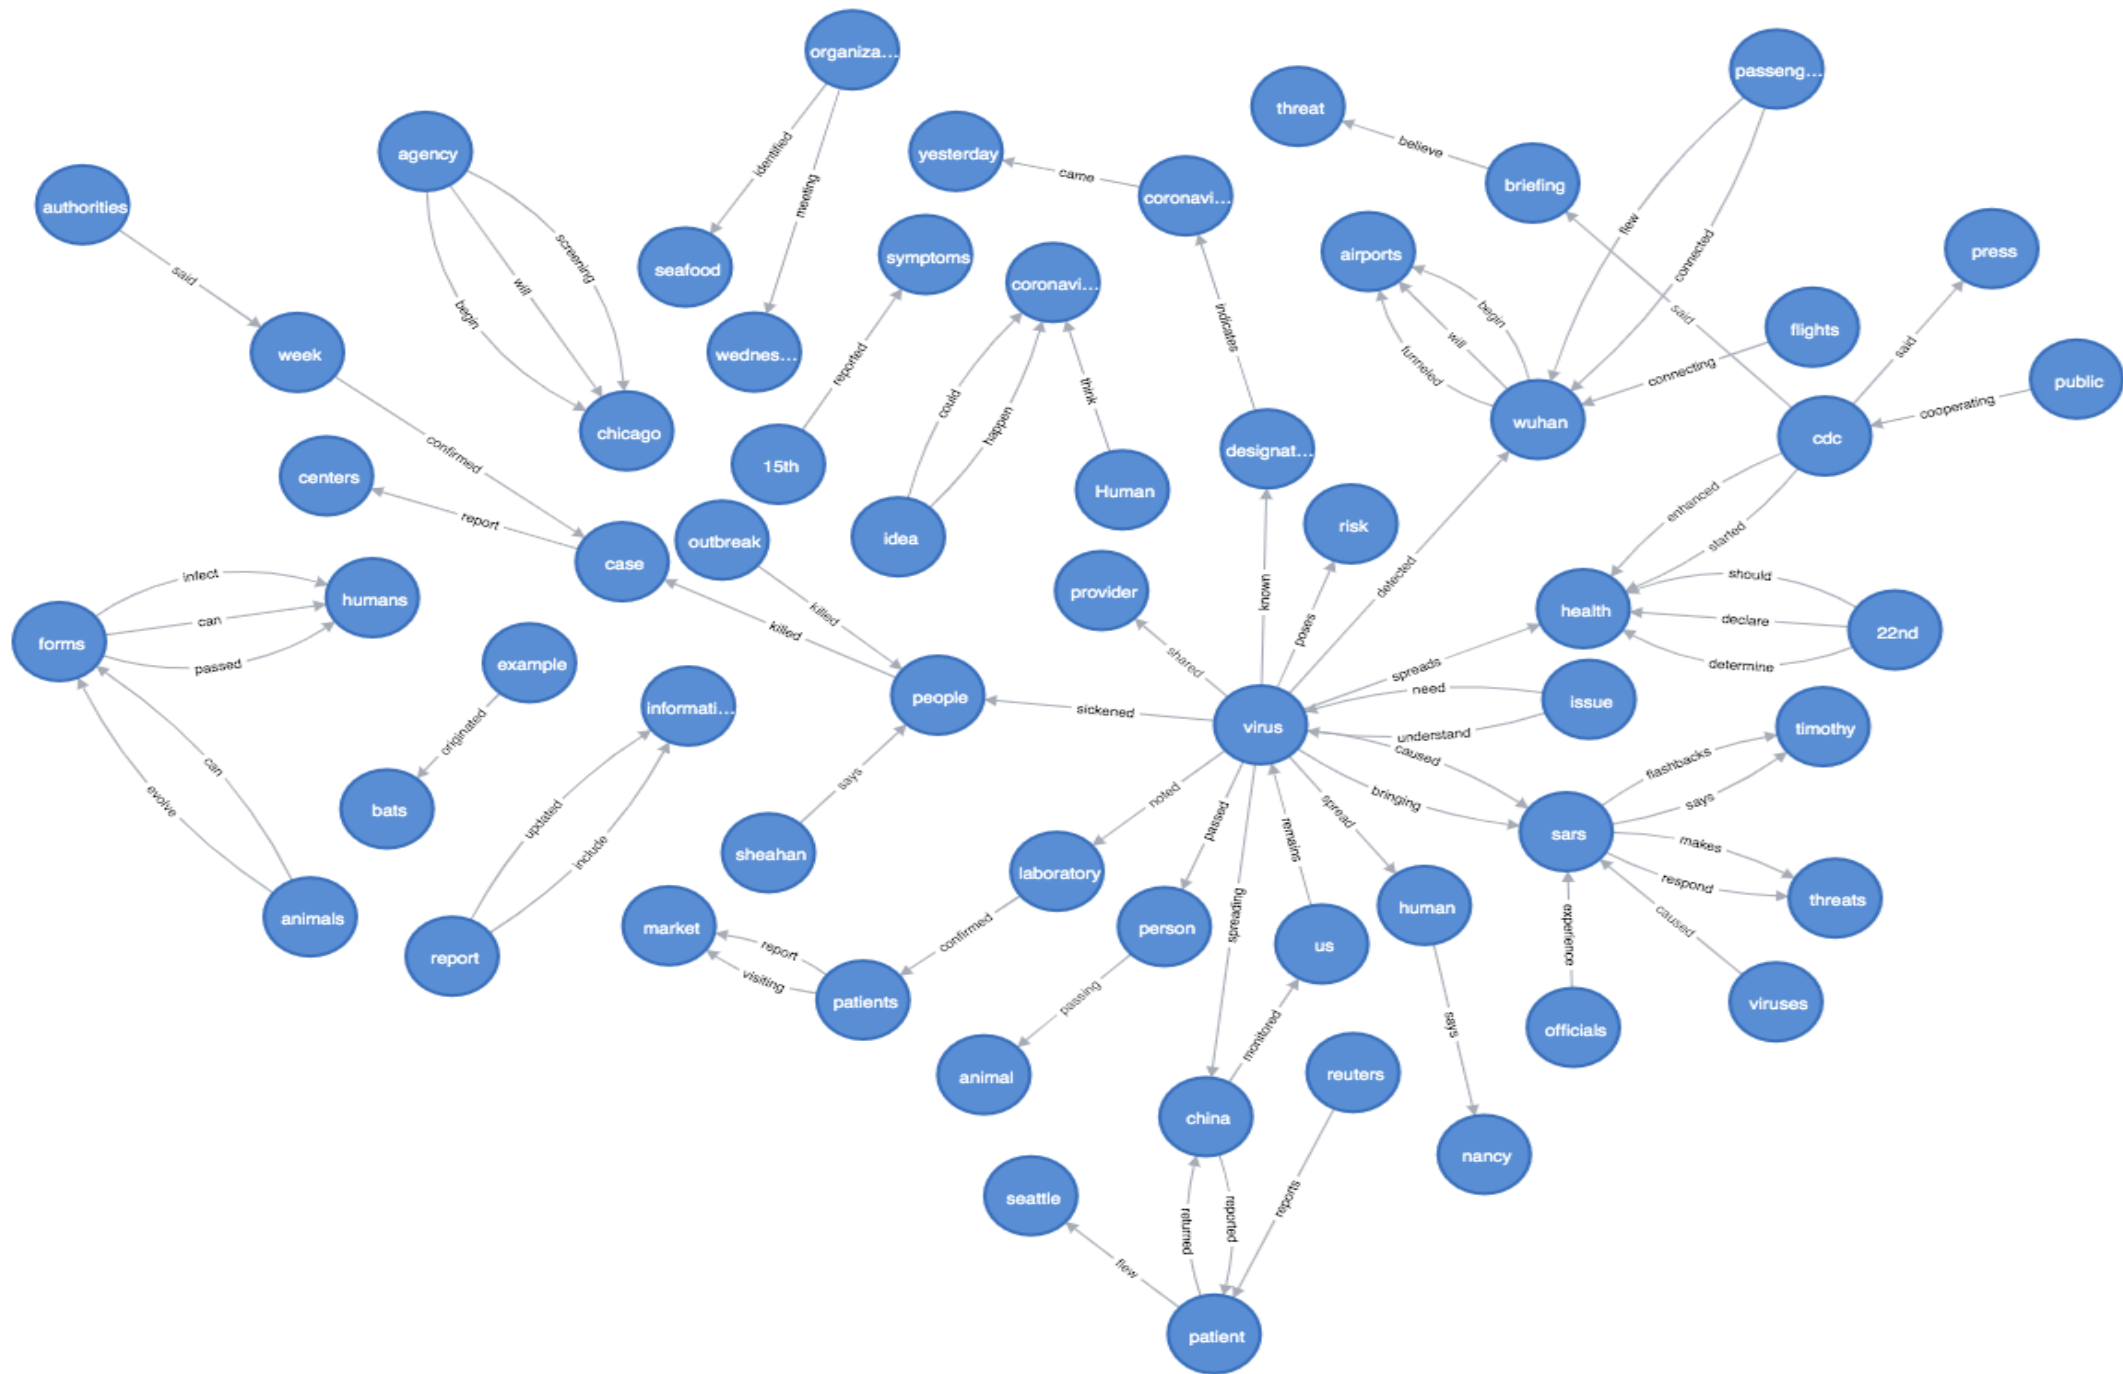 organiza...
passeng...
threat
agency
identified
believe
yesterday
came
briefing
authorities
meeting
coronavi...
flew
screening
connected
press
symptoms
airports
said
seafood
coronavi...
will
begin
said
indicates
begin
flights
said
week
wednes...
will
reported
funneled
connecting
public
could
think
cooperating
happen
chicago
wuhan
cdc
confirmed
designat...
centers
15th
Human
enhanced
report
risk
started
outbreak
idea
case
detected
infect
should
humans
killed
provider
known
health
can
declare
22nd
forms
killed
poses
passed
example
shared
spreads
determine
need
people
issue
informati...
sickened
virus
timothy
originated
understand
caused
flashbacks
can
says
noted
bringing
says
evolve
bats
updated
passed
spread
sars
remains
makes
include
sheahan
laboratory
respond
threats
spreading
human
caused
animals
market
confirmed
person
experience
report
us
report
visiting
patients
passing
viruses
says
officials
monitored
animal
reuters
china
nancy
seattle
returned
reported
reports
flew
patient